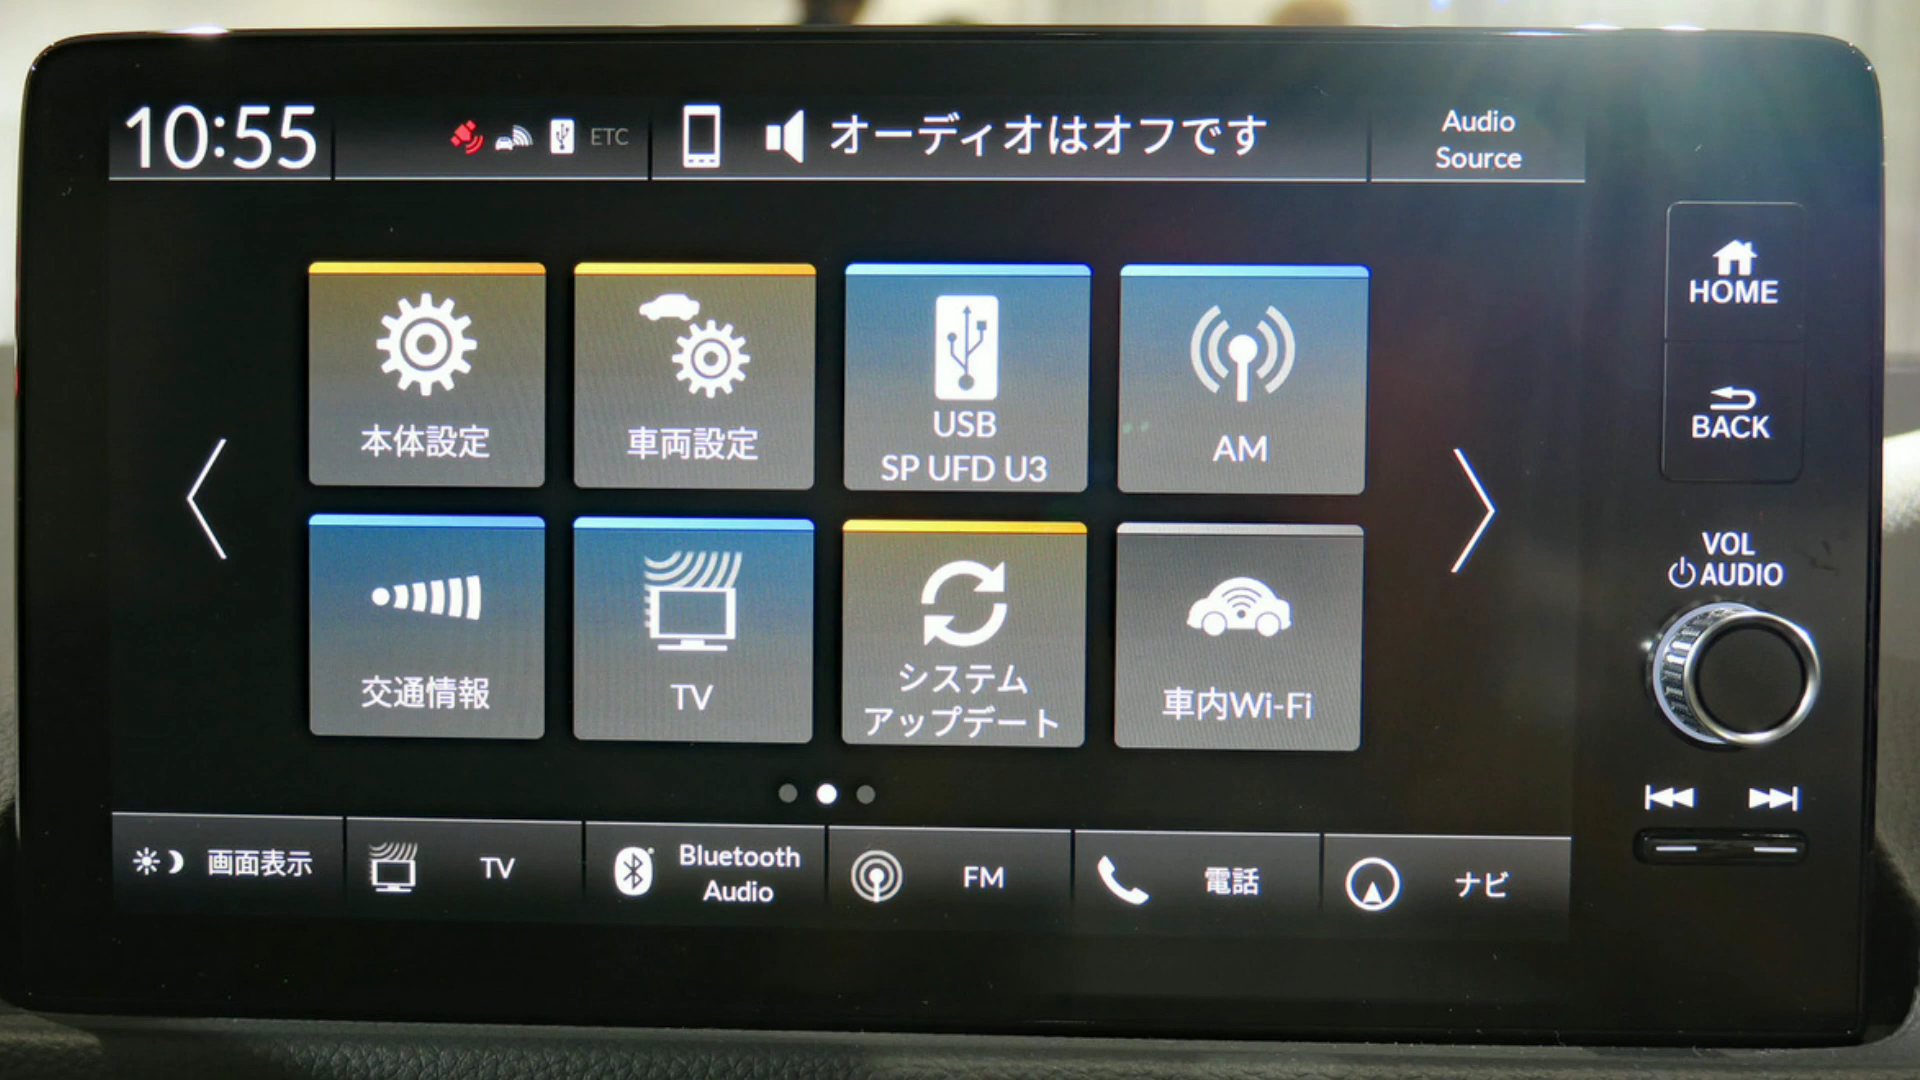 10:55
ETC
オーディオはオフです
Audio
Source
HOME
BACK
本体設定
車両設定
USB
SP UFD U3
AM
交通情報
TV
システム
アップデート
車内Wi-Fi
VOL
AUDIO
画面表示
TV
Bluetooth
Audio
FM
電話
ナビ